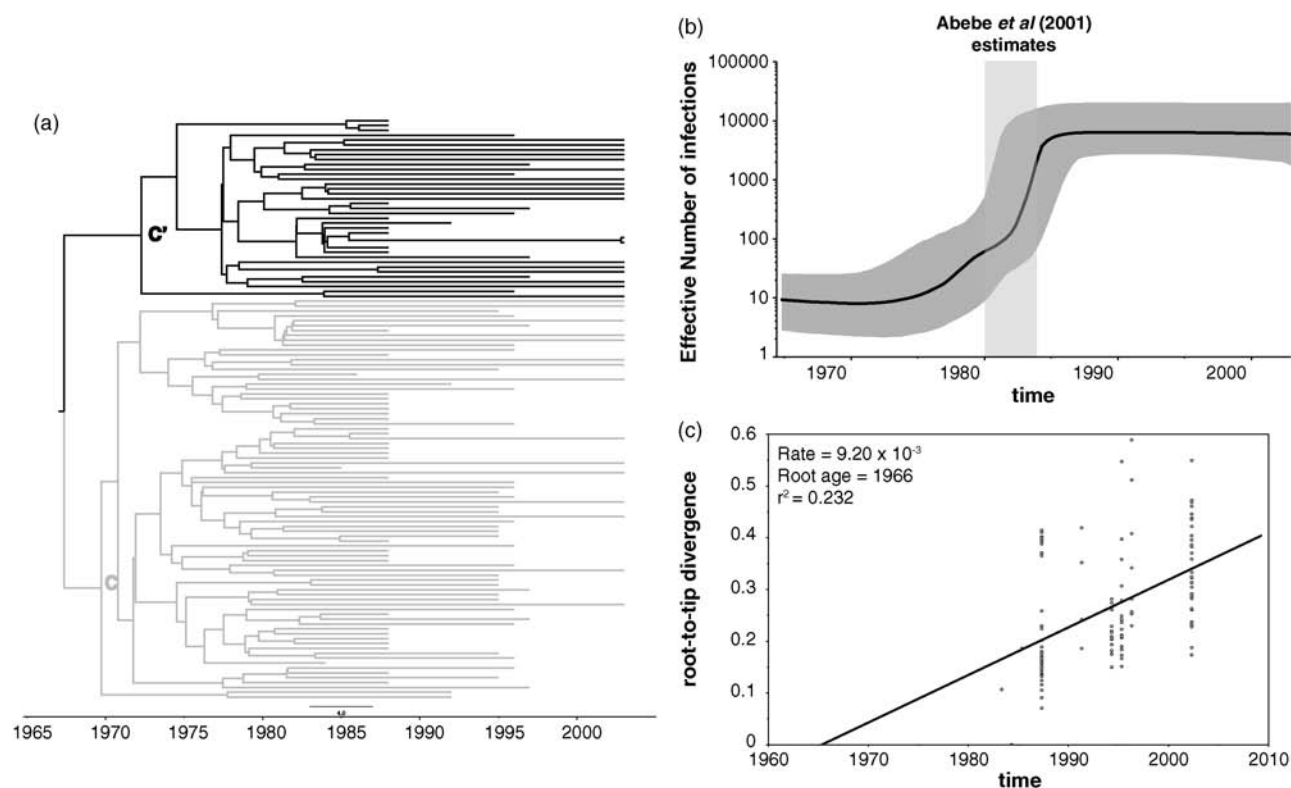 (a)
C'
C
1965 1970 1975 1980 1985 1990 1995 2000
(b)
Abebe et al (2001)
estimates
Effective Number of infections
100000
10000
1000
100
10
1
1970 1980 1990 2000
time
(c)
root-to-tip divergence
0.6
0.5
0.4
0.3
0.2
0.1
0
Rate = 9.20 x 10⁻³
Root age = 1966
r² = 0.232
1960 1970 1980 1990 2000 2010
time